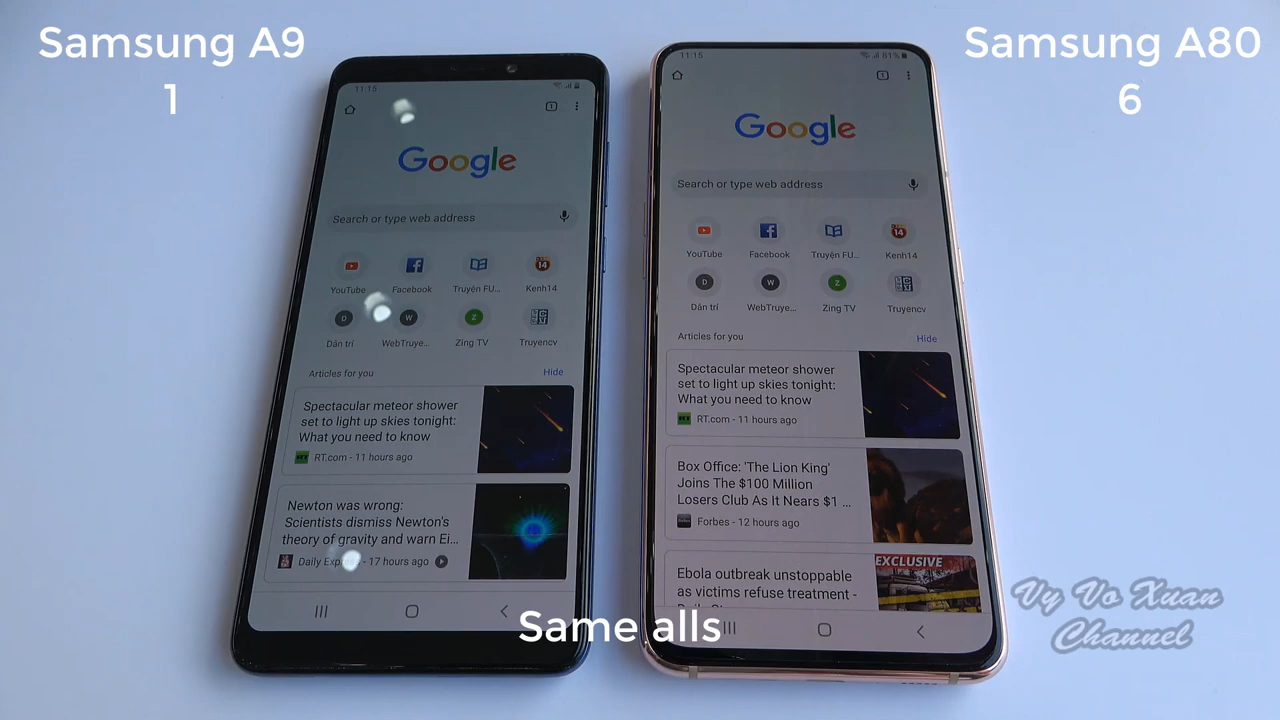 Samsung A9
1
Samsung A80
6
11:15
Google
Search or type web address
YouTube
Facebook
Truyện FU...
Kenh14
Dân trí
WebTruye...
Zing TV
Truyencv
Articles for you
Hide
Spectacular meteor shower
set to light up skies tonight:
What you need to know
RT.com - 11 hours ago
Newton was wrong:
Scientists dismiss Newton's
theory of gravity and warn Ei...
Daily - 17 hours ago
11:15
81%
Google
Search or type web address
YouTube
Facebook
Truyện FU...
Kenh14
Dân trí
WebTruye...
Zing TV
Truyencv
Articles for you
Hide
Spectacular meteor shower
set to light up skies tonight:
What you need to know
RT.com - 11 hours ago
Box Office: 'The Lion King'
Joins The $100 Million
Losers Club As It Nears $1 ...
Forbes - 12 hours ago
Ebola outbreak unstoppable
as victims refuse treatment -
EXCLUSIVE
Same alls
Vy Vo Xuan
Channel